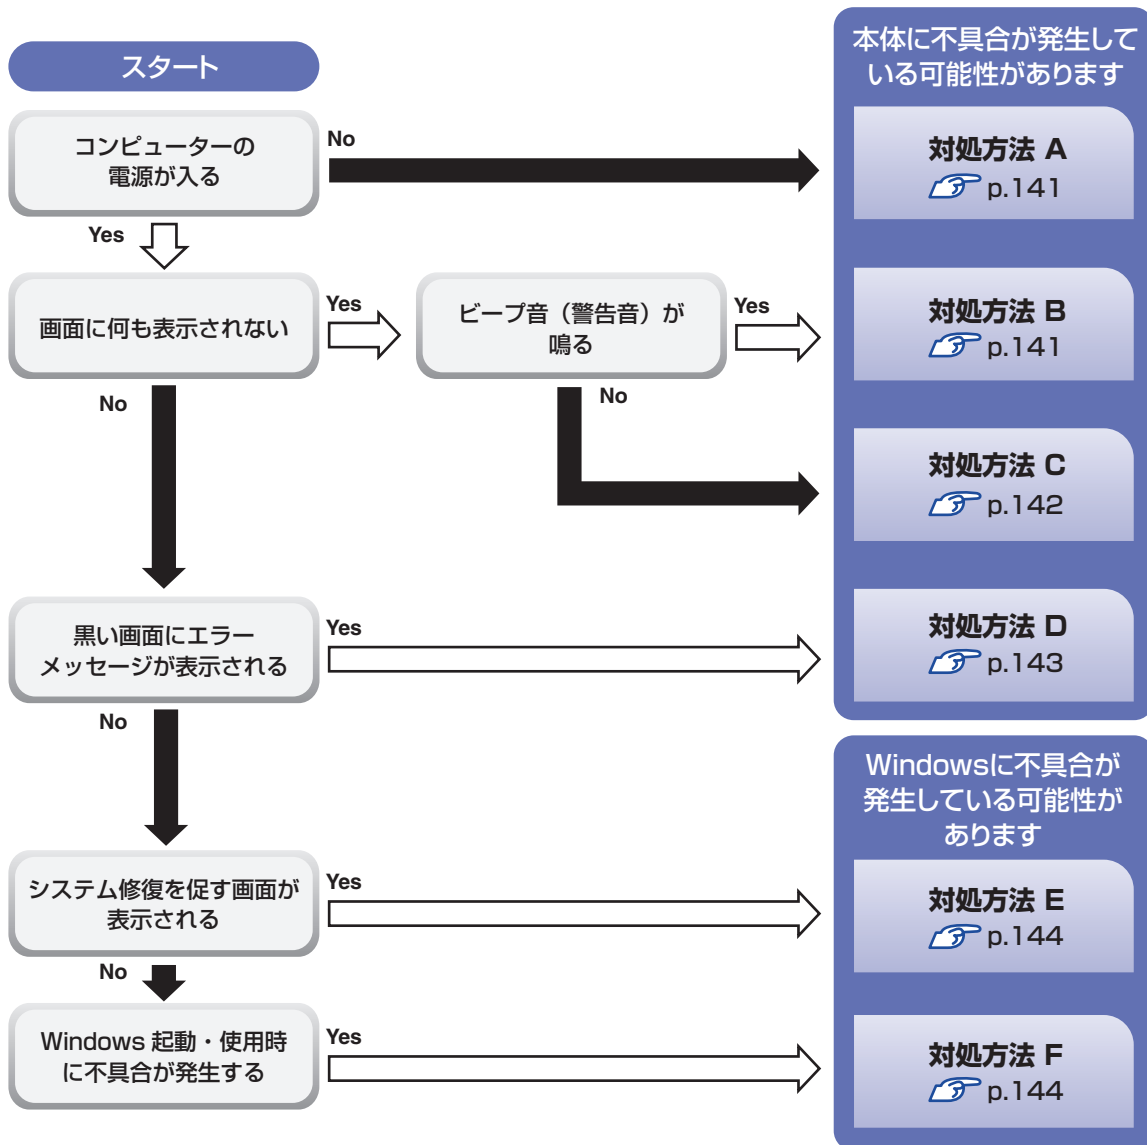 スタート
コンピューターの
電源が入る
No
Yes
画面に何も表示されない
Yes
ビープ音（警告音）が
鳴る
Yes
No
No
黒い画面にエラー
メッセージが表示される
Yes
No
システム修復を促す画面が
表示される
Yes
No
Windows 起動・使用時
に不具合が発生する
Yes
本体に不具合が発生して
いる可能性があります
対処方法 A
p.141
対処方法 B
p.141
対処方法 C
p.142
対処方法 D
p.143
Windowsに不具合が
発生している可能性が
あります
対処方法 E
p.144
対処方法 F
p.144